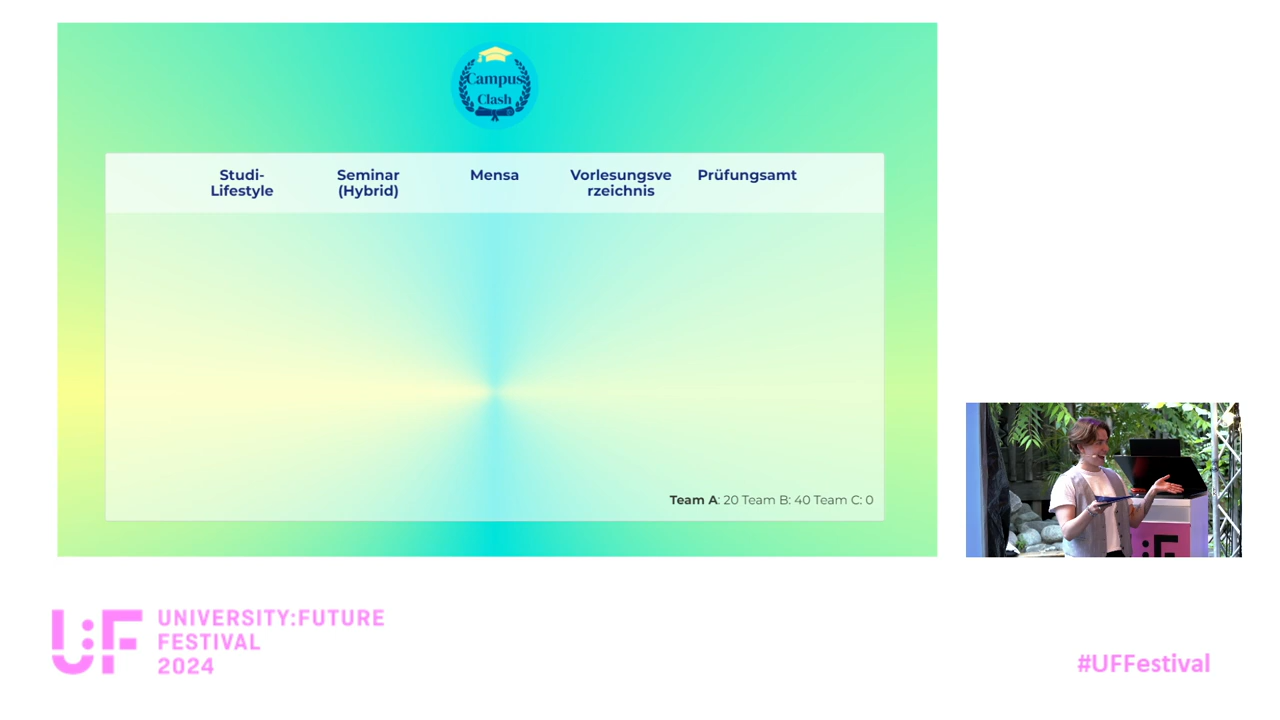 Campus
Clash
Studi-
Lifestyle
Seminar
(Hybrid)
Mensa
Vorlesungsve
rzeichnis
Prüfungsamt
Team A: 20 Team B: 40 Team C: 0
U:F
UNIVERSITY:FUTURE
FESTIVAL
2024
#UFFestival